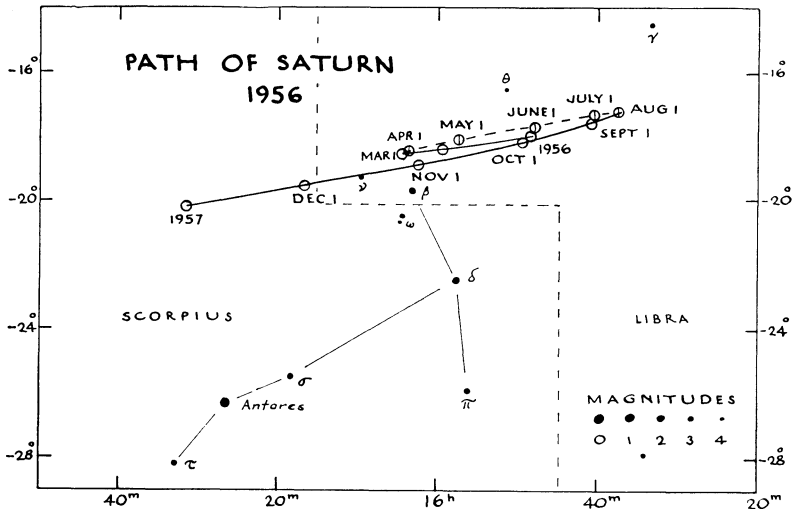 PATH OF SATURN
1956
γ
-16°
-16°
θ
JULY 1
AUG 1
JUNE 1
MAY 1
APR 1
MAR 1
SEPT 1
1956
OCT 1
NOV 1
ν
β
DEC 1
-20°
-20°
1957
ω
δ
SCORPIUS
LIBRA
-24°
-24°
σ
Antares
π
MAGNITUDES
0 1 2 3 4
τ
-28°
-28°
40m 20m 16h 40m 20m